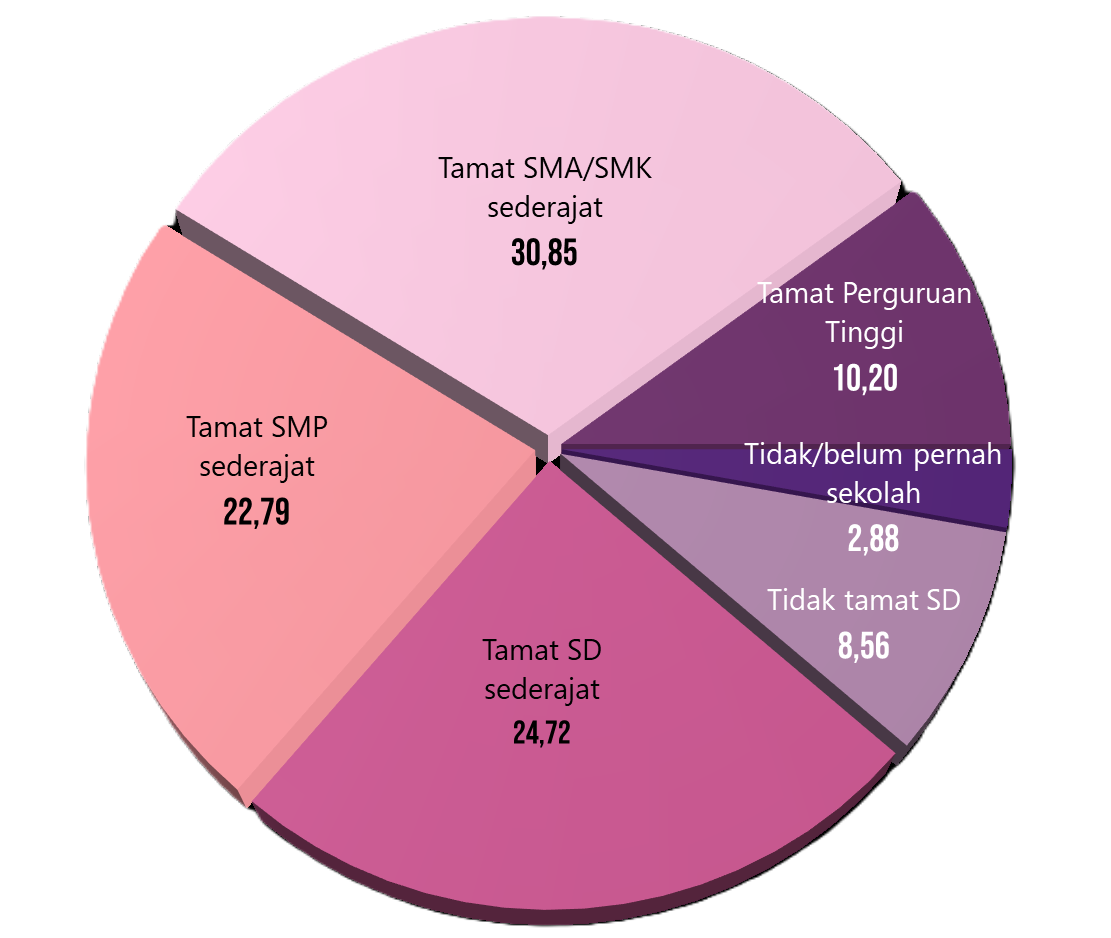 Tamat SMA/SMK
sederajat
30,85
Tamat Perguruan
Tinggi
10,20
Tidak/belum pernah
sekolah
2,88
Tidak tamat SD
8,56
Tamat SD
sederajat
24,72
Tamat SMP
sederajat
22,79